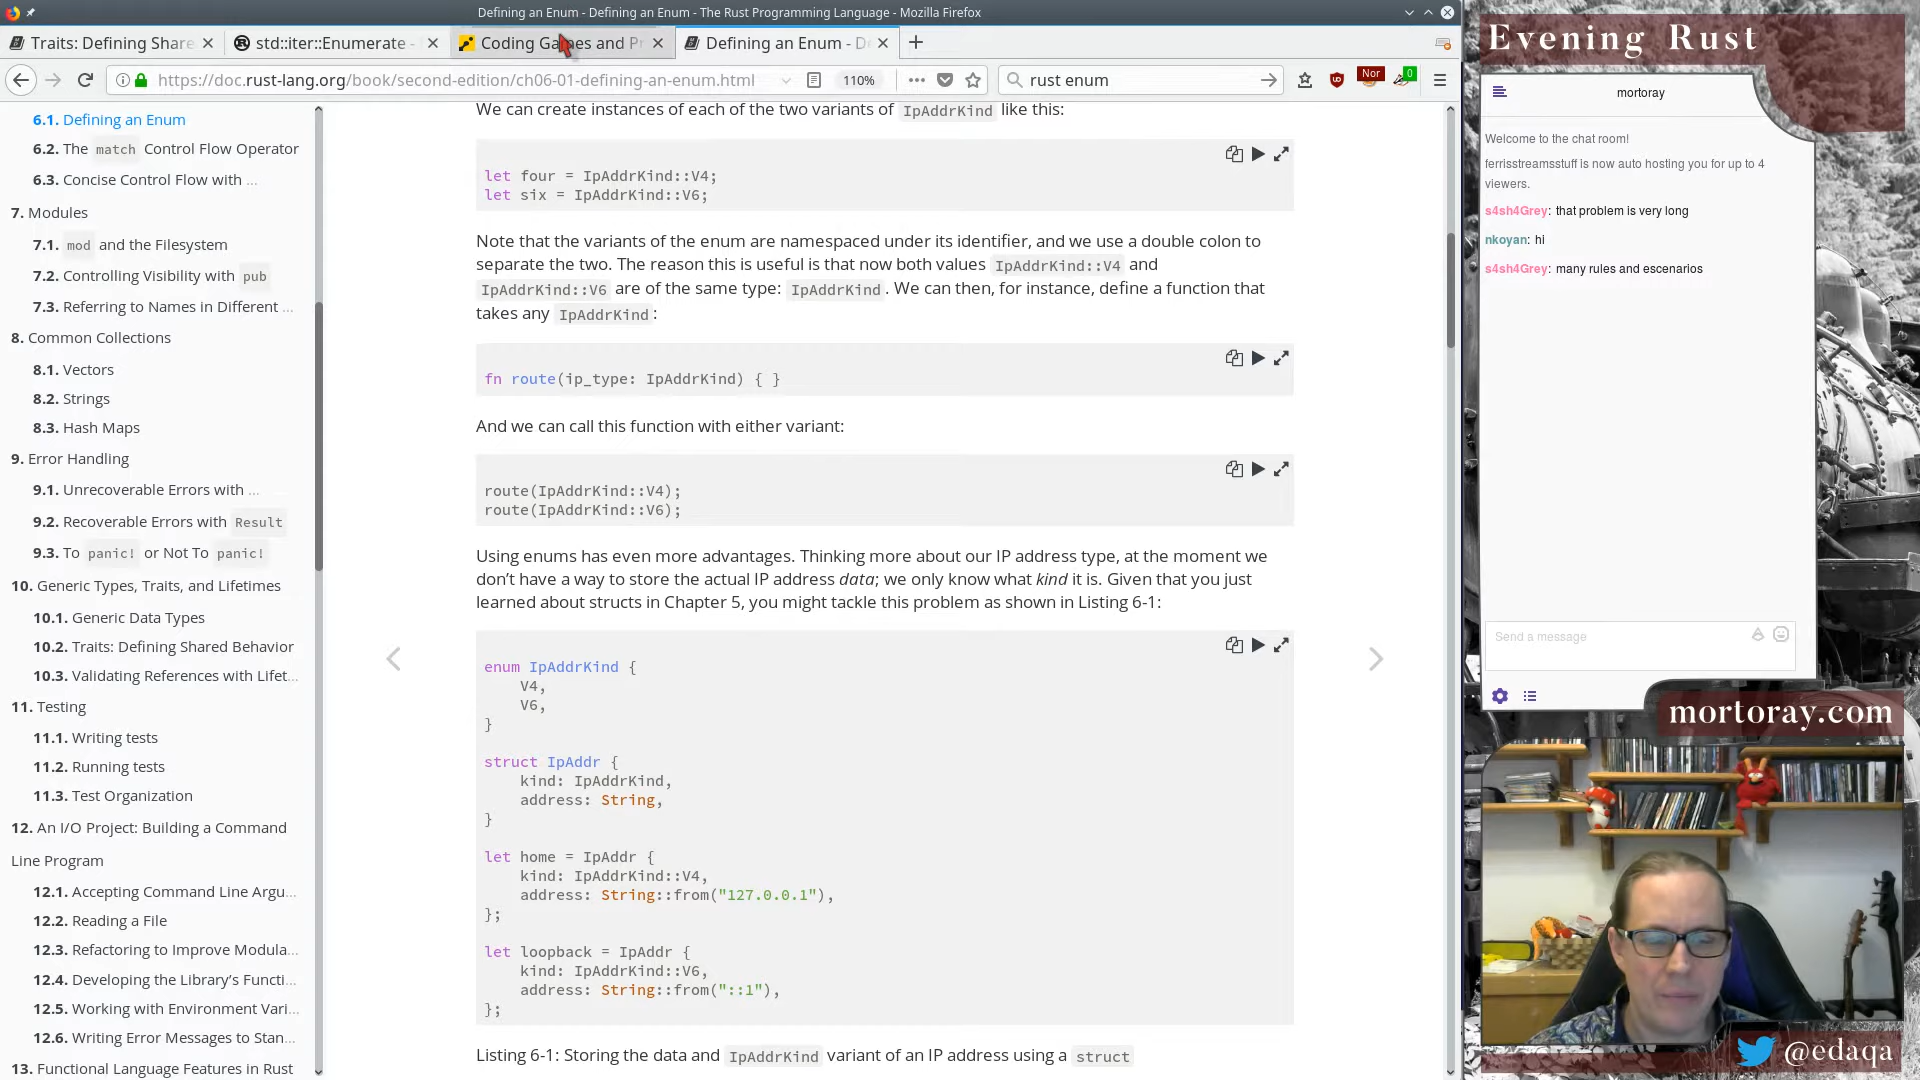 Defining an Enum - Defining an Enum - The Rust Programming Language - Mozilla Firefox
Traits: Defining Share
std::iter::Enumerate -
Coding Games and Pr
Defining an Enum - D
https://doc.rust-lang.org/book/second-edition/ch06-01-defining-an-enum.html
110%
rust enum
Nor
0
6.1. Defining an Enum
6.2. The match Control Flow Operator
6.3. Concise Control Flow with ...
7. Modules
7.1. mod and the Filesystem
7.2. Controlling Visibility with pub
7.3. Referring to Names in Different ...
8. Common Collections
8.1. Vectors
8.2. Strings
8.3. Hash Maps
9. Error Handling
9.1. Unrecoverable Errors with ...
9.2. Recoverable Errors with Result
9.3. To panic! or Not To panic!
10. Generic Types, Traits, and Lifetimes
10.1. Generic Data Types
10.2. Traits: Defining Shared Behavior
10.3. Validating References with Lifet...
11. Testing
11.1. Writing tests
11.2. Running tests
11.3. Test Organization
12. An I/O Project: Building a Command
Line Program
12.1. Accepting Command Line Argu...
12.2. Reading a File
12.3. Refactoring to Improve Modula...
12.4. Developing the Library's Functi...
12.5. Working with Environment Vari...
12.6. Writing Error Messages to Stan...
13. Functional Language Features in Rust
We can create instances of each of the two variants of IpAddrKind like this:
let four = IpAddrKind::V4;
let six = IpAddrKind::V6;
Note that the variants of the enum are namespaced under its identifier, and we use a double colon to
separate the two. The reason this is useful is that now both values IpAddrKind::V4 and
IpAddrKind::V6 are of the same type: IpAddrKind. We can then, for instance, define a function that
takes any IpAddrKind:
fn route(ip_type: IpAddrKind) { }
And we can call this function with either variant:
route(IpAddrKind::V4);
route(IpAddrKind::V6);
Using enums has even more advantages. Thinking more about our IP address type, at the moment we
don't have a way to store the actual IP address data; we only know what kind it is. Given that you just
learned about structs in Chapter 5, you might tackle this problem as shown in Listing 6-1:
enum IpAddrKind {
V4,
V6,
}
struct IpAddr {
kind: IpAddrKind,
address: String,
}
let home = IpAddr {
kind: IpAddrKind::V4,
address: String::from("127.0.0.1"),
};
let loopback = IpAddr {
kind: IpAddrKind::V6,
address: String::from("::1"),
};
Listing 6-1: Storing the data and IpAddrKind variant of an IP address using a struct
Evening Rust
mortoray
Welcome to the chat room!
ferrisstreamsstuff is now auto hosting you for up to 4
viewers.
s4sh4Grey: that problem is very long
nkoyan: hi
s4sh4Grey: many rules and escenarios
Send a message
mortoray.com
@edaqa